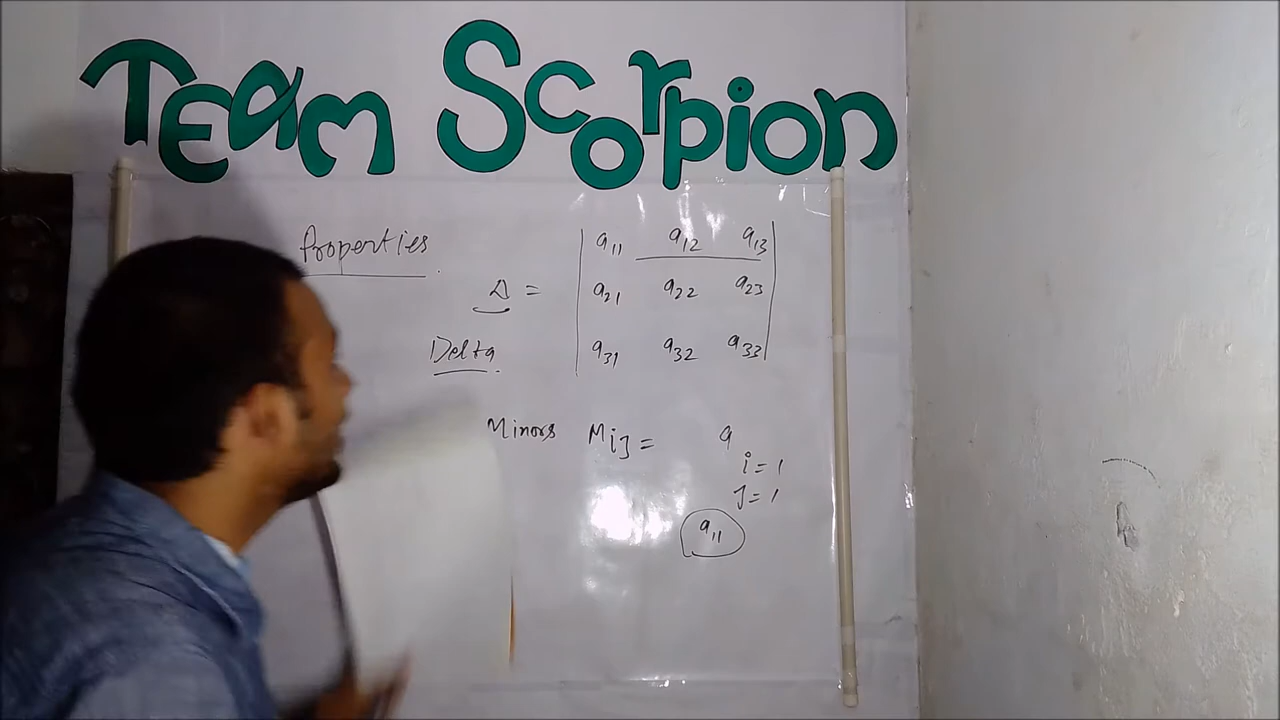 TEam Scorpion
Properties.
a11 a12 a13
Δ =
a21 a22 a23
Delta.
a31 a32 a33
Minors Mij = a
i = 1
J = 1
a11